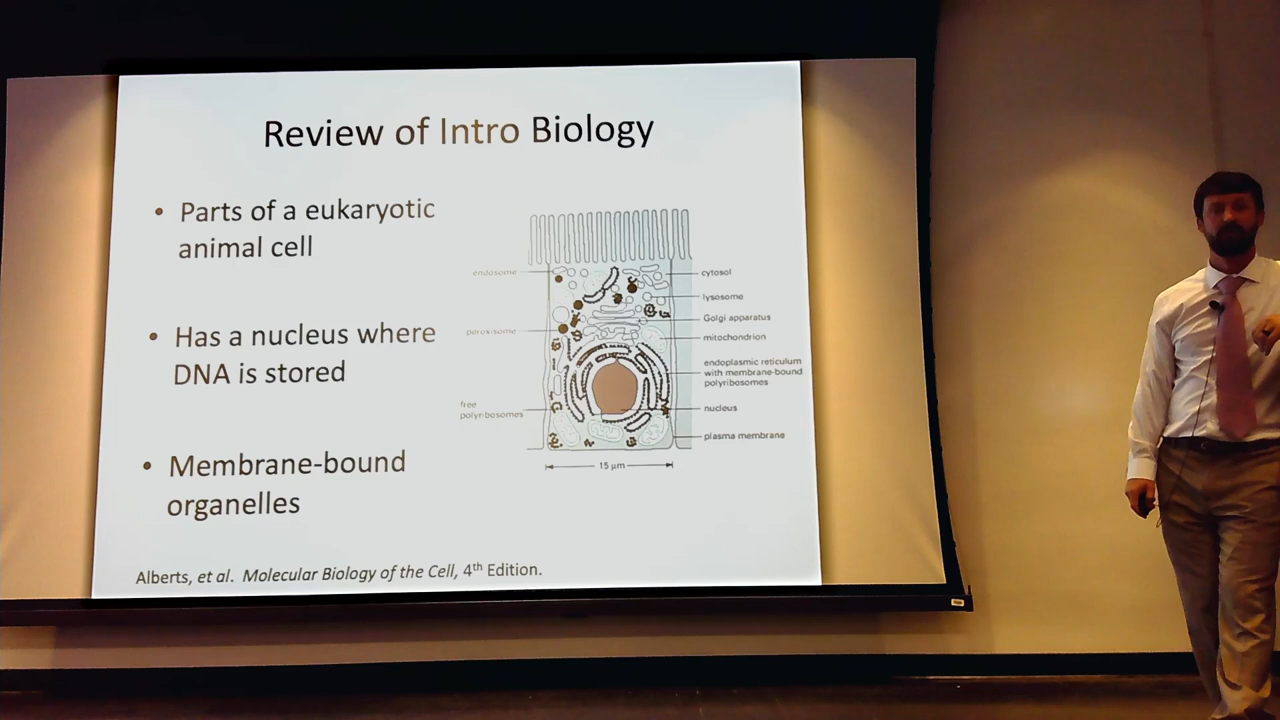 Review of Intro Biology
• Parts of a eukaryotic
animal cell
• Has a nucleus where
DNA is stored
• Membrane-bound
organelles
endosome
peroxisome
free
polyribosomes
cytosol
lysosome
Golgi apparatus
mitochondrion
endoplasmic reticulum
with membrane-bound
polyribosomes
nucleus
plasma membrane
15 µm
Alberts, et al. Molecular Biology of the Cell, 4th Edition.